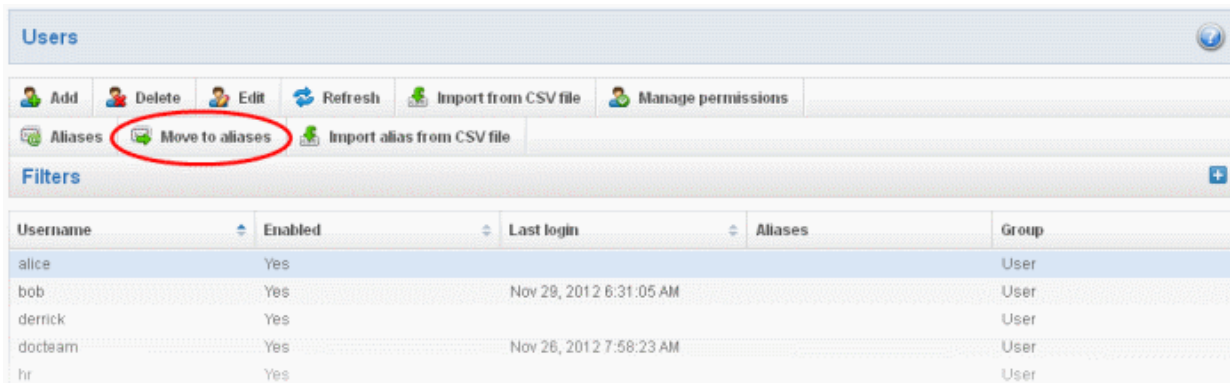 Users
Add Delete Edit Refresh Import from CSV file Manage permissions
Aliases Move to aliases Import alias from CSV file
Filters
Username Enabled Last login Aliases Group
alice Yes User
bob Yes Nov 29, 2012 6:31:05 AM User
derrick Yes User
docteam Yes Nov 26, 2012 7:58:23 AM User
hr Yes User